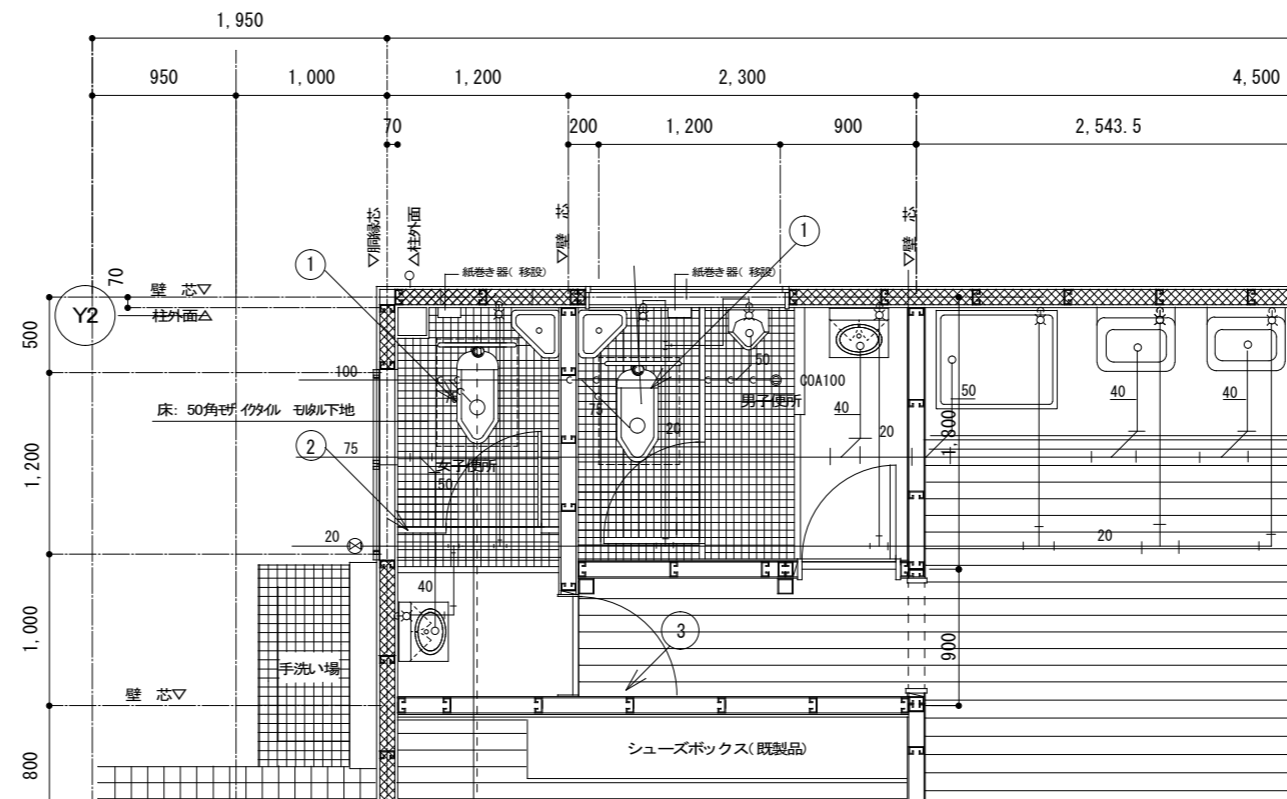 1,950
950
1,000
1,200
2,300
4,500
70
200
1,200
900
2,543.5
▽胴縁芯
△柱外面
▽壁 芯
①
▽壁 芯
70
壁 芯▽
①
紙巻き器( 移設)
紙巻き器( 移設)
Y2
柱外面△
500
100
50
COA100
男子便所
75
40
50
40
40
床: 50角モザイクタイル モルタル下地
20
20
1,800
②
75
女子便所
50
1,200
20
20
40
1,000
手洗い場
③
900
壁 芯▽
シューズボックス(既製品)
800